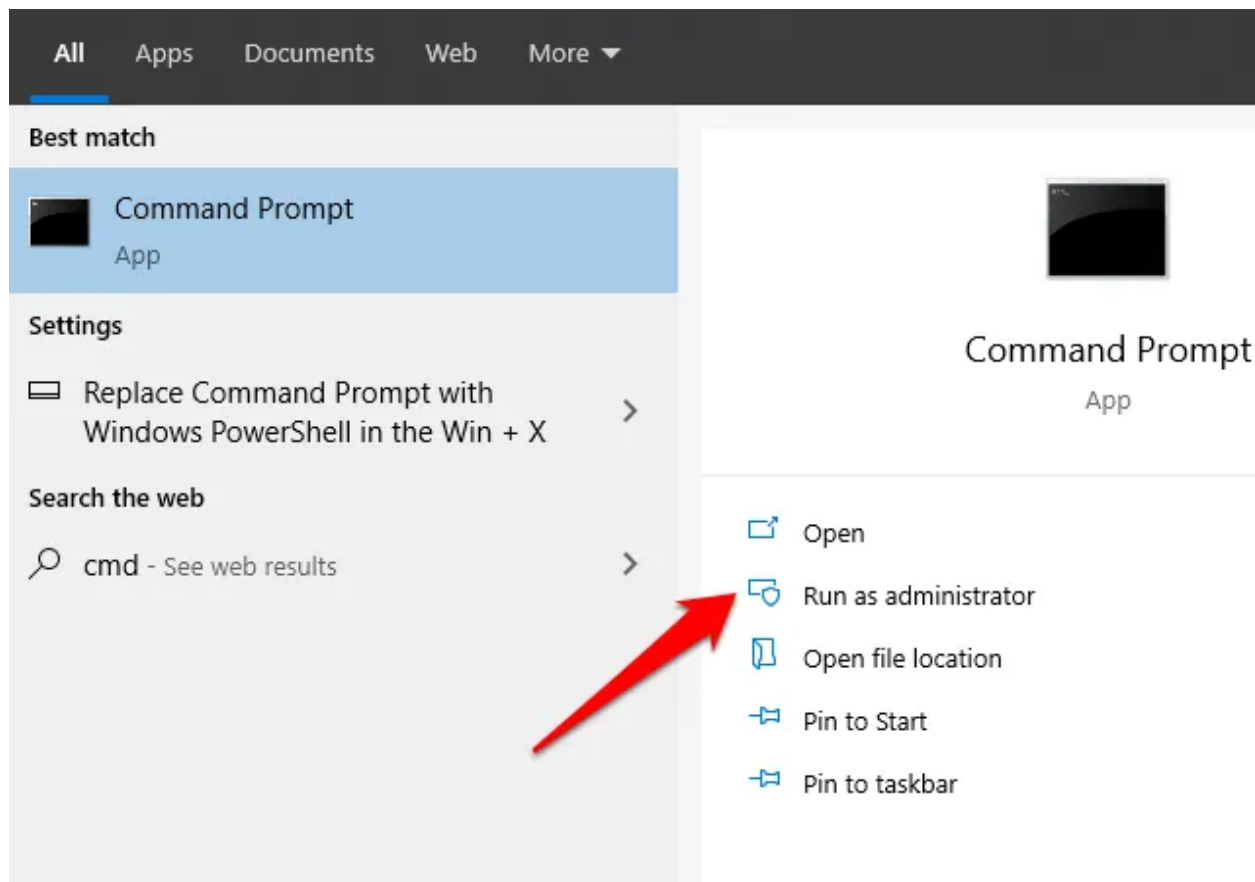 All Apps Documents Web More
Best match
Command Prompt
App
Settings
Replace Command Prompt with
Windows PowerShell in the Win + X
Search the web
cmd - See web results
Command Prompt
App
Open
Run as administrator
Open file location
Pin to Start
Pin to taskbar